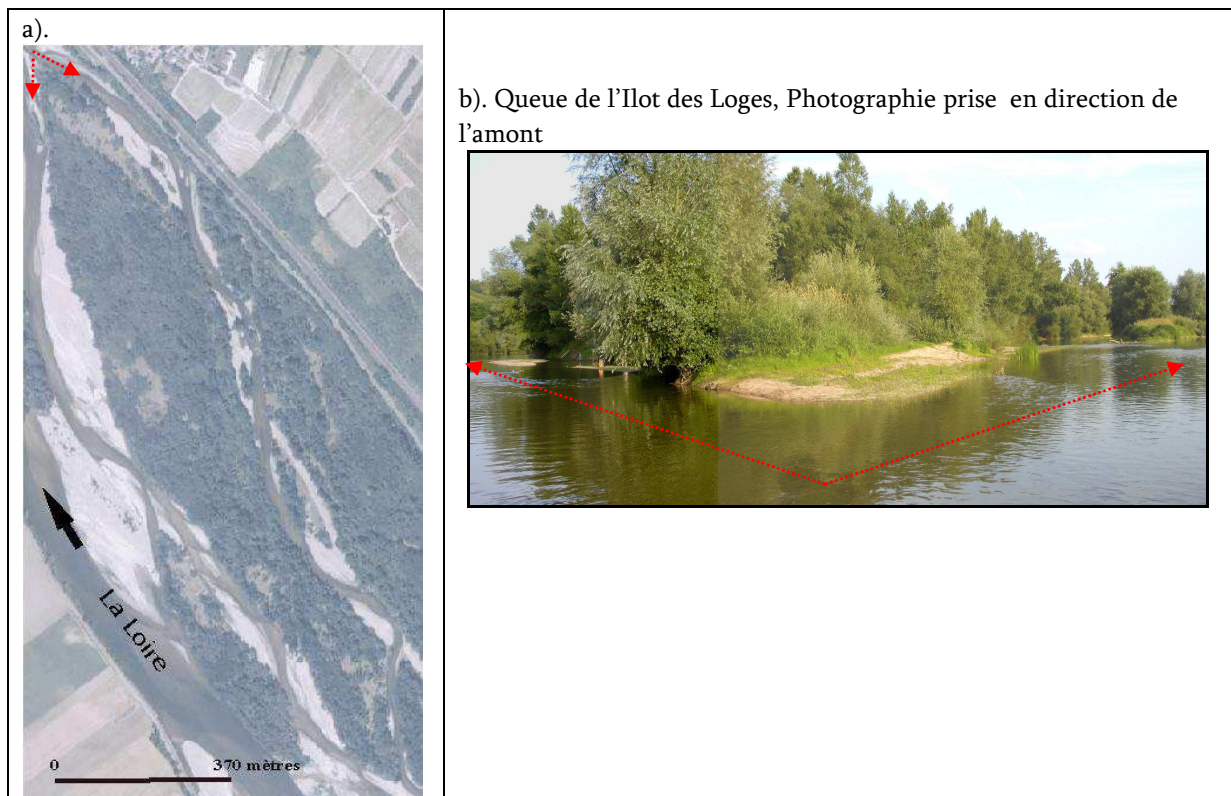 a).
La Loire
0 370 mètres
b). Queue de l'Ilot des Loges, Photographie prise en direction de
l'amont